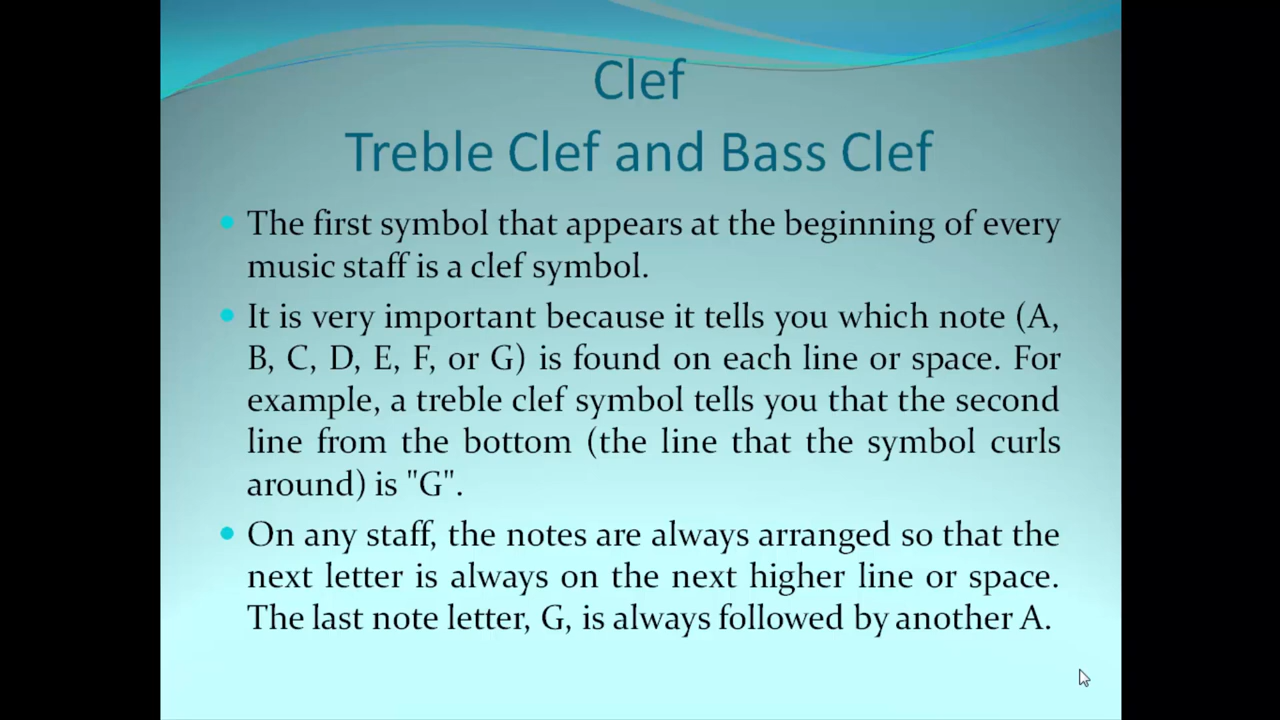 Clef
Treble Clef and Bass Clef
The first symbol that appears at the beginning of every
music staff is a clef symbol.
It is very important because it tells you which note (A,
B, C, D, E, F, or G) is found on each line or space. For
example, a treble clef symbol tells you that the second
line from the bottom (the line that the symbol curls
around) is "G".
On any staff, the notes are always arranged so that the
next letter is always on the next higher line or space.
The last note letter, G, is always followed by another A.